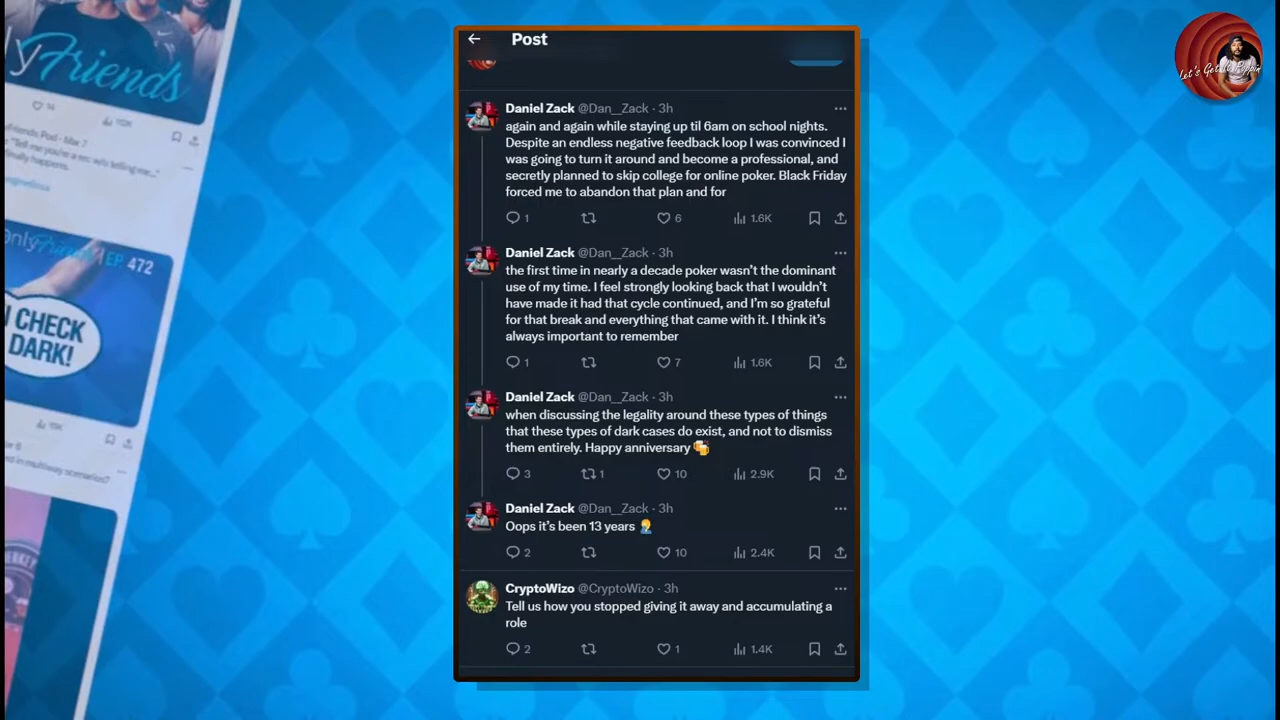 Post
Daniel Zack @Dan__Zack · 3h
again and again while staying up til 6am on school nights.
Despite an endless negative feedback loop I was convinced I
was going to turn it around and become a professional, and
secretly planned to skip college for online poker. Black Friday
forced me to abandon that plan and for
1 6 1.6K
Daniel Zack @Dan__Zack · 3h
the first time in nearly a decade poker wasn't the dominant
use of my time. I feel strongly looking back that I wouldn't
have made it had that cycle continued, and I'm so grateful
for that break and everything that came with it. I think it's
always important to remember
1 7 1.6K
Daniel Zack @Dan__Zack · 3h
when discussing the legality around these types of things
that these types of dark cases do exist, and not to dismiss
them entirely. Happy anniversary 🍻
3 1 10 2.9K
Daniel Zack @Dan__Zack · 3h
Oops it's been 13 years 🤦‍♂️
2 10 2.4K
CryptoWizo @CryptoWizo · 3h
Tell us how you stopped giving it away and accumulating a
role
2 1 1.4K
Friends
EP. 472
CHECK
DARK!
Let's Get It Poppin